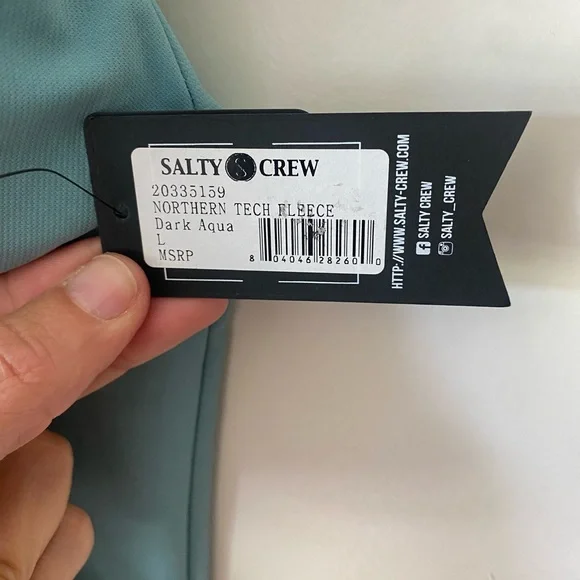 SALTY S CREW
20335159
NORTHERN TECH FLEECE
Dark Aqua
L
MSRP
8 04046 28260 0
HTTP://WWW.SALTY-CREW.COM
f SALTY CREW
SALTY_CREW